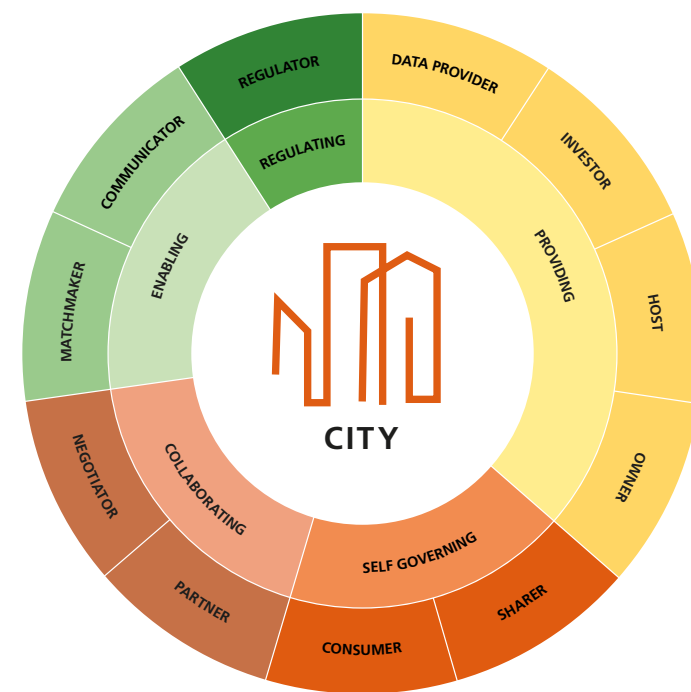 REGULATOR
DATA PROVIDER
INVESTOR
HOST
OWNER
SHARER
CONSUMER
PARTNER
NEGOTIATOR
MATCHMAKER
COMMUNICATOR
REGULATING
PROVIDING
SELF GOVERNING
COLLABORATING
ENABLING
CITY